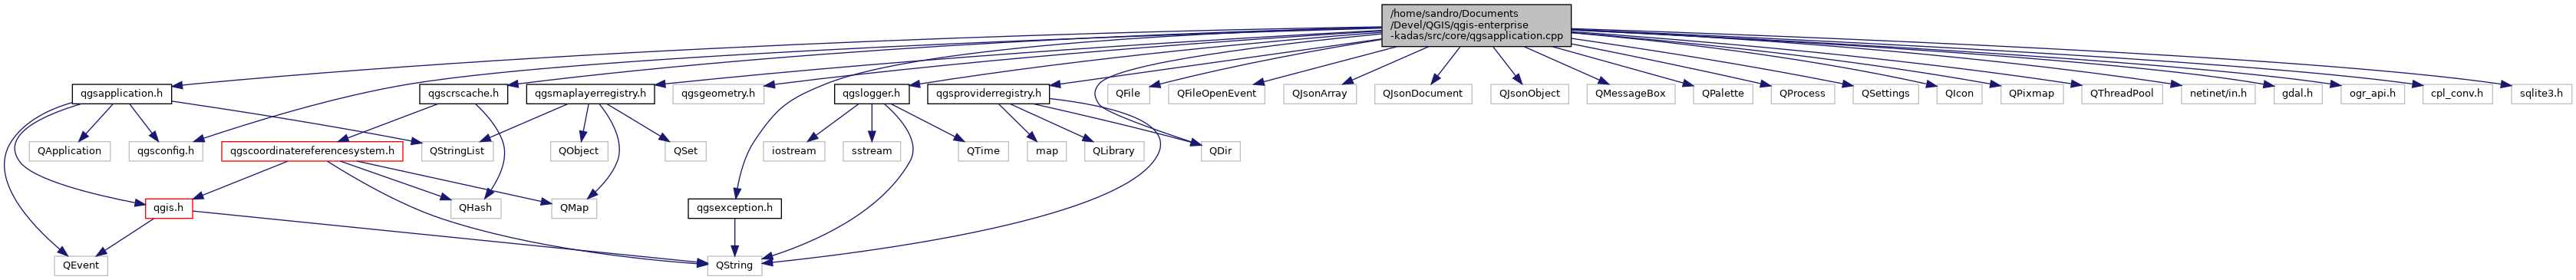 /home/sandro/Documents
/Devel/QGIS/qgis-enterprise
-kadas/src/core/qgsapplication.cpp
qgsapplication.h
qgscrscache.h
qgsmaplayerregistry.h
qgsgeometry.h
qgslogger.h
qgsproviderregistry.h
QFile
QFileOpenEvent
QJsonArray
QJsonDocument
QJsonObject
QMessageBox
QPalette
QProcess
QSettings
QIcon
QPixmap
QThreadPool
netinet/in.h
gdal.h
ogr_api.h
cpl_conv.h
sqlite3.h
QApplication
qgsconfig.h
qgscoordinatereferencesystem.h
QStringList
QObject
QSet
iostream
sstream
QTime
map
QLibrary
QDir
qgis.h
QHash
QMap
qgsexception.h
QEvent
QString